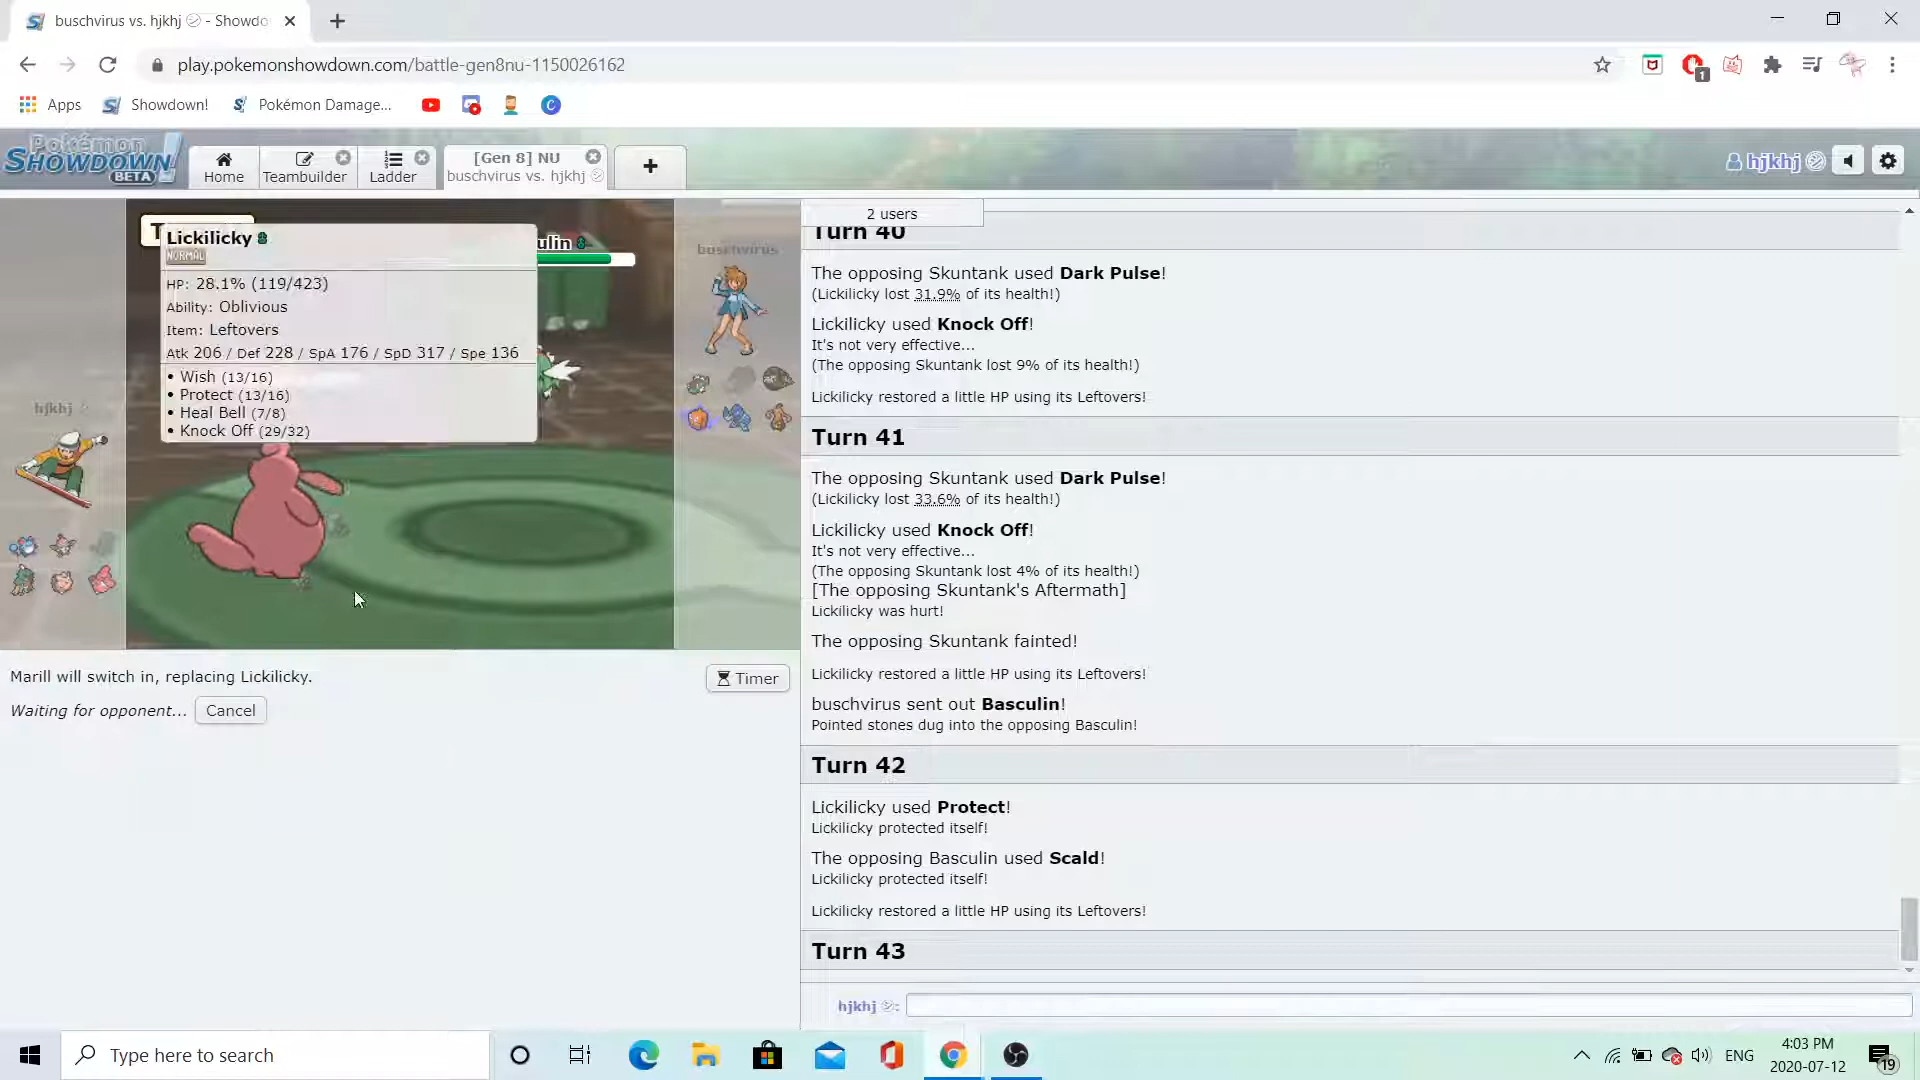 buschvirus vs. hjkhj - Showdo
play.pokemonshowdown.com/battle-gen8nu-1150026162
1
Apps
Showdown!
Pokémon Damage...
Pokémon
SHOWDOWN!
BETA
Home
Teambuilder
Ladder
[Gen 8] NU
buschvirus vs. hjkhj
hjkhj
T
Lickilicky
NORMAL
HP: 28.1% (119/423)
Ability: Oblivious
Item: Leftovers
Atk 206 / Def 228 / SpA 176 / SpD 317 / Spe 136
• Wish (13/16)
• Protect (13/16)
• Heal Bell (7/8)
• Knock Off (29/32)
ulin
buschvirus
hjkhj
Marill will switch in, replacing Lickilicky.
Waiting for opponent...
Cancel
Timer
2 users
Turn 40
The opposing Skuntank used Dark Pulse!
(Lickilicky lost 31.9% of its health!)
Lickilicky used Knock Off!
It's not very effective...
(The opposing Skuntank lost 9% of its health!)
Lickilicky restored a little HP using its Leftovers!
Turn 41
The opposing Skuntank used Dark Pulse!
(Lickilicky lost 33.6% of its health!)
Lickilicky used Knock Off!
It's not very effective...
(The opposing Skuntank lost 4% of its health!)
[The opposing Skuntank's Aftermath]
Lickilicky was hurt!
The opposing Skuntank fainted!
Lickilicky restored a little HP using its Leftovers!
buschvirus sent out Basculin!
Pointed stones dug into the opposing Basculin!
Turn 42
Lickilicky used Protect!
Lickilicky protected itself!
The opposing Basculin used Scald!
Lickilicky protected itself!
Lickilicky restored a little HP using its Leftovers!
Turn 43
hjkhj :
Type here to search
ENG
4:03 PM
2020-07-12
19